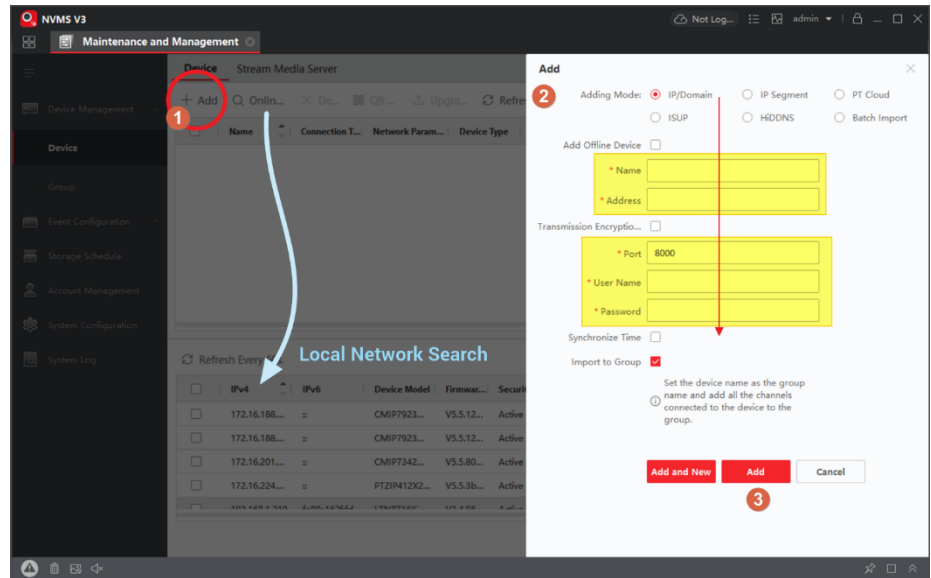 NVMS V3
Not Log...
admin
Maintenance and Management
Device
Stream Media Server
Add
Onlin...
De...
QR ...
Upgra...
Refre
1
Name
Connection T...
Network Param...
Device Type
Device Management
Device
Group
Event Configuration
Storage Schedule
Account Management
System Configuration
System Log
Refresh Every
Local Network Search
IPv4
IPv6
Device Model
Firmwar...
Securit
172.16.188....
::
CMIP7923...
V5.5.12...
Active
172.16.188....
::
CMIP7923...
V5.5.12...
Active
172.16.201....
::
CMIP7342...
V5.5.80...
Active
172.16.224....
::
PTZIP412X2...
V5.5.3b...
Active
Add
2
Adding Mode:
IP/Domain
IP Segment
PT Cloud
ISUP
HiDDNS
Batch Import
Add Offline Device
* Name
* Address
Transmission Encryptio...
* Port
8000
* User Name
* Password
Synchronize Time
Import to Group
Set the device name as the group
name and add all the channels
connected to the device to the
group.
Add and New
Add
Cancel
3